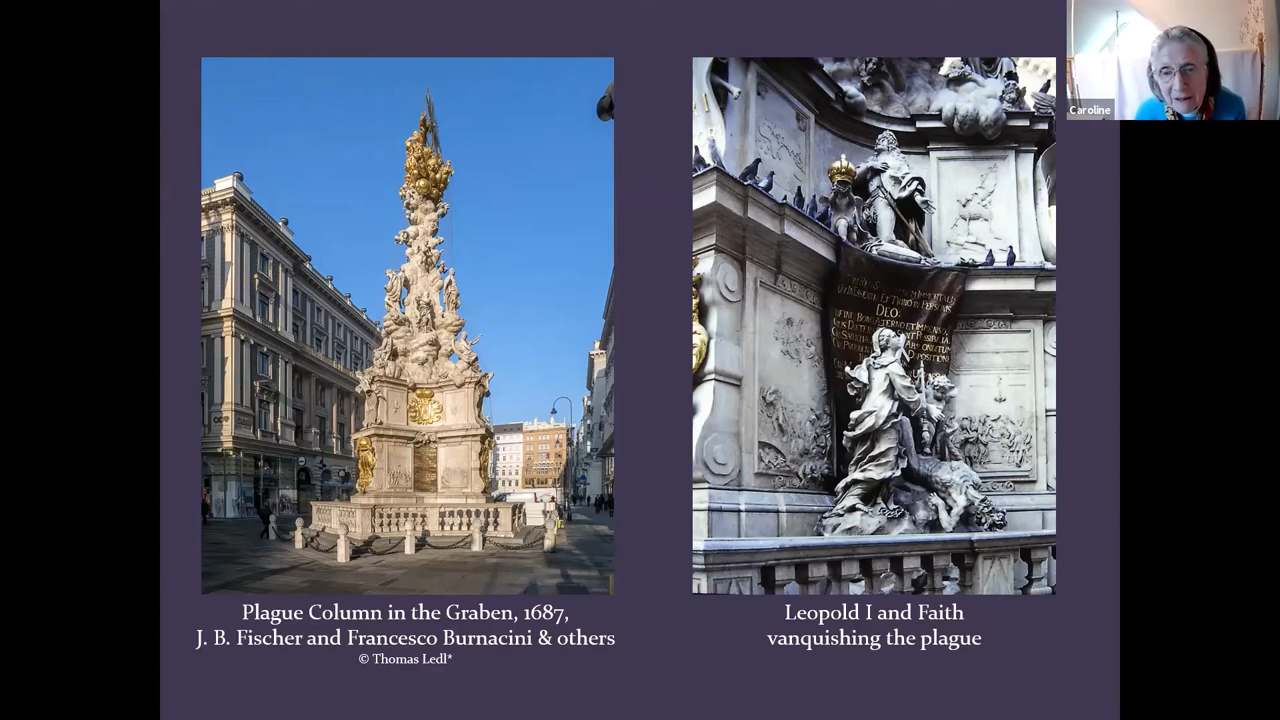 Caroline
DEO.
Plague Column in the Graben, 1687,
J. B. Fischer and Francesco Burnacini & others
© Thomas Ledl*
Leopold I and Faith
vanquishing the plague